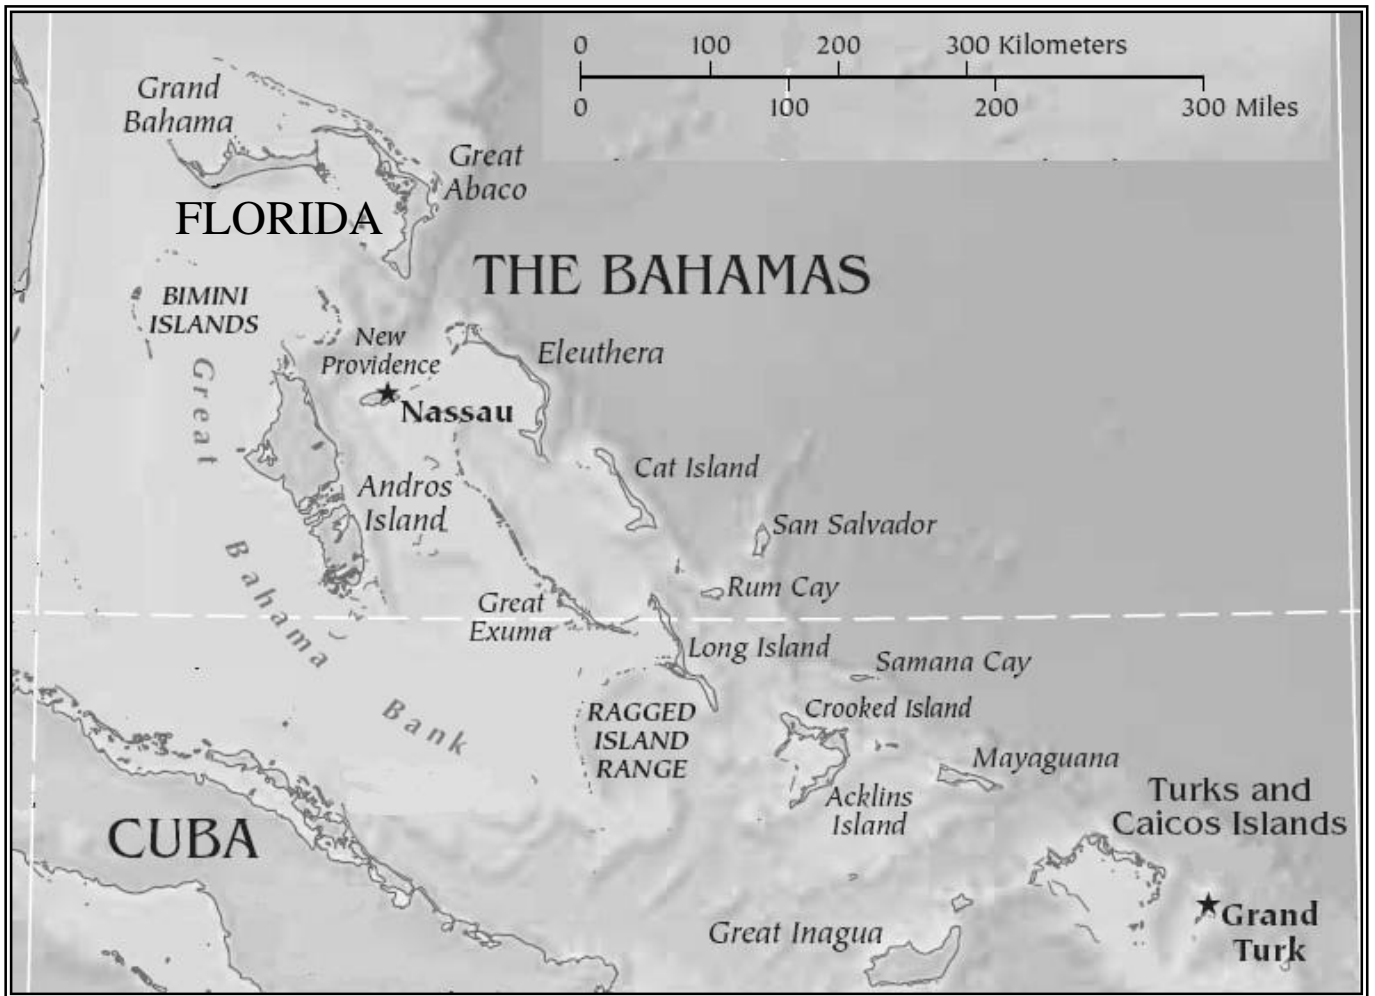 0 100 200 300 Kilometers
0 100 200 300 Miles
Grand
Bahama
Great
Abaco
FLORIDA
THE BAHAMAS
BIMINI
ISLANDS
New
Providence
Nassau
Eleuthera
Great
Bahama
Bank
Andros
Island
Cat Island
San Salvador
Rum Cay
Great
Exuma
Long Island
Samana Cay
RAGGED
ISLAND
RANGE
Crooked Island
Mayaguana
Acklins
Island
Turks and
Caicos Islands
CUBA
Great Inagua
Grand
Turk